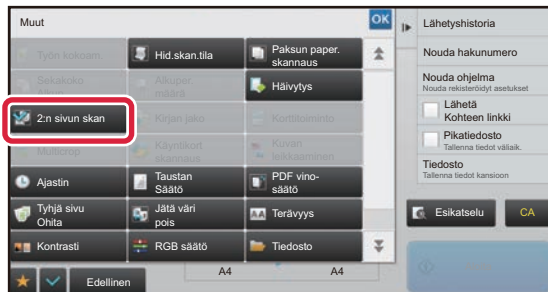 Muut
OK
Työn kokoam.
Hid.skan.tila
Paksun paper.
skannaus
Sekakoko
Alkup.
Alkuper.
määrä
Häivytys
2:n sivun skan
Kirjan jako
Korttitoiminto
Multicrop
Käyntikort
skannaus
Kuvan
leikkaaminen
Ajastin
Taustan
Säätö
PDF vino-
säätö
Tyhjä sivu
Ohita
Jätä väri
pois
Terävyys
Kontrasti
RGB säätö
Tiedosto
Edellinen
A4
A4
Lähetyshistoria
Nouda hakunumero
Nouda ohjelma
Nouda rekisteröidyt asetukset
Lähetä
Kohteen linkki
Pikatiedosto
Tallenna tiedot väliaik.
Tiedosto
Tallenna tiedot kansioon
Esikatselu
CA